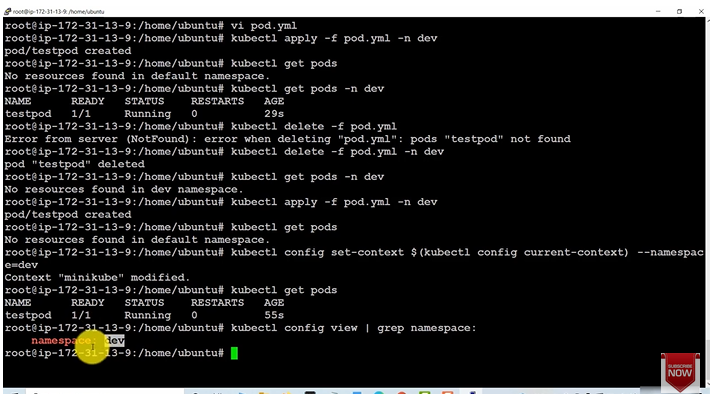 root@ip-172-31-13-9: /home/ubuntu
root@ip-172-31-13-9:/home/ubuntu# vi pod.yml
root@ip-172-31-13-9:/home/ubuntu# kubectl apply -f pod.yml -n dev
pod/testpod created
root@ip-172-31-13-9:/home/ubuntu# kubectl get pods
No resources found in default namespace.
root@ip-172-31-13-9:/home/ubuntu# kubectl get pods -n dev
NAME READY STATUS RESTARTS AGE
testpod 1/1 Running 0 29s
root@ip-172-31-13-9:/home/ubuntu# kubectl delete -f pod.yml
Error from server (NotFound): error when deleting "pod.yml": pods "testpod" not found
root@ip-172-31-13-9:/home/ubuntu# kubectl delete -f pod.yml -n dev
pod "testpod" deleted
root@ip-172-31-13-9:/home/ubuntu# kubectl get pods -n dev
No resources found in dev namespace.
root@ip-172-31-13-9:/home/ubuntu# kubectl apply -f pod.yml -n dev
pod/testpod created
root@ip-172-31-13-9:/home/ubuntu# kubectl get pods
No resources found in default namespace.
root@ip-172-31-13-9:/home/ubuntu# kubectl config set-context $(kubectl config current-context) --namespac
e=dev
Context "minikube" modified.
root@ip-172-31-13-9:/home/ubuntu# kubectl get pods
NAME READY STATUS RESTARTS AGE
testpod 1/1 Running 0 55s
root@ip-172-31-13-9:/home/ubuntu# kubectl config view | grep namespace:
namespace: dev
root@ip-172-31-13-9:/home/ubuntu#
SUBSCRIBE
NOW